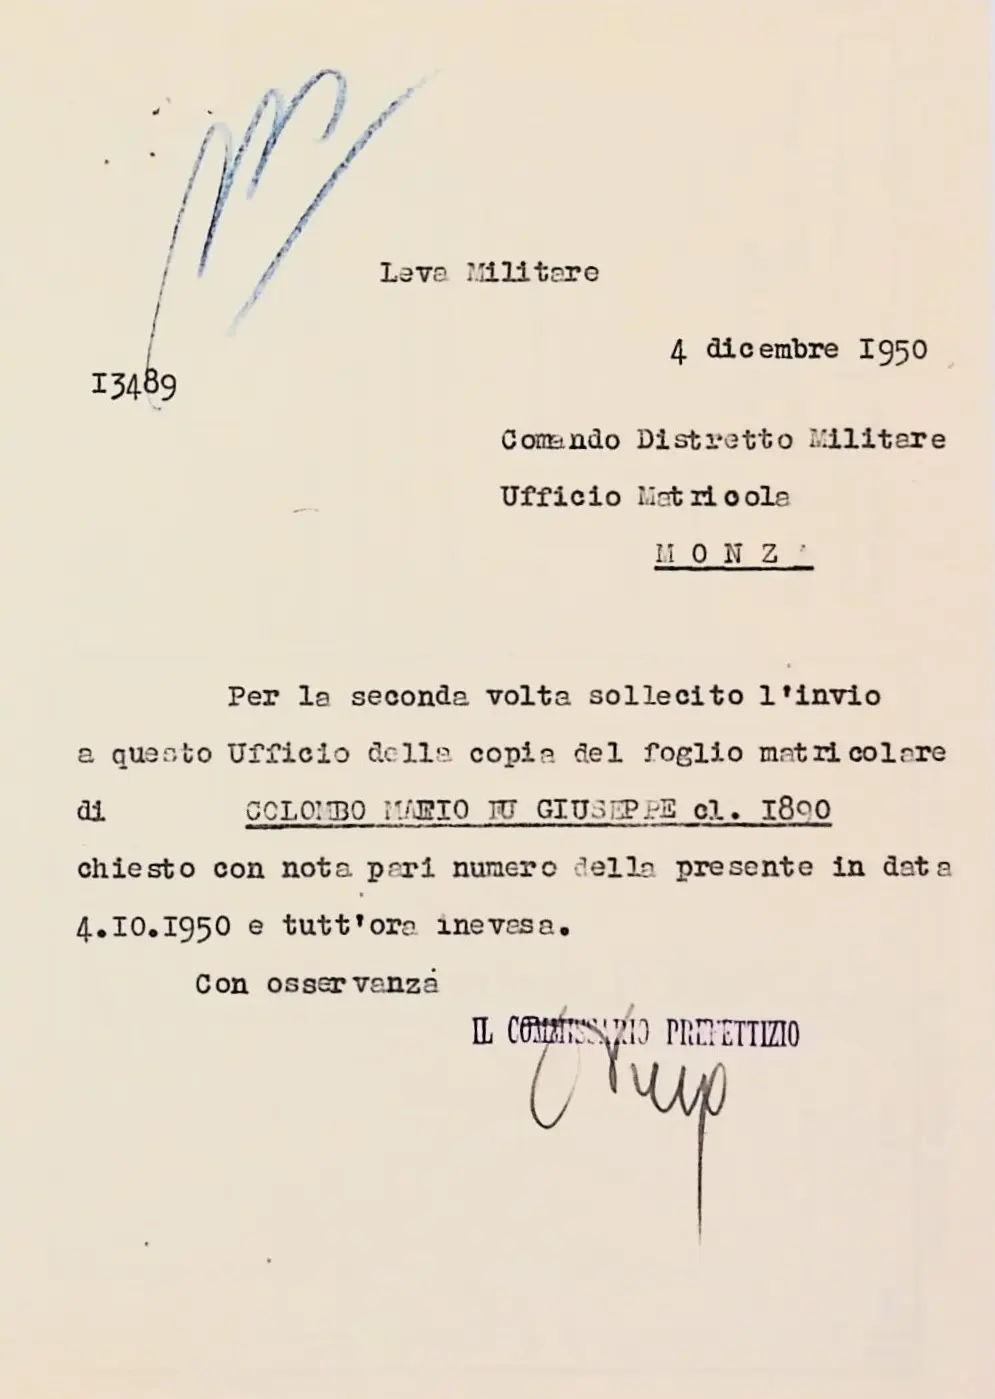 Leva Militare
4 dicembre 1950
13489
Comando Distretto Militare
Ufficio Matricola
MONZA
Per la seconda volta sollecito l'invio
a questo Ufficio della copia del foglio matricolare
di COLOMBO MARIO FU GIUSEPPE cl. 1890
chiesto con nota pari numero della presente in data
4.10.1950 e tutt'ora inevasa.
Con osservanza
IL COMMISSARIO PREFETTIZIO